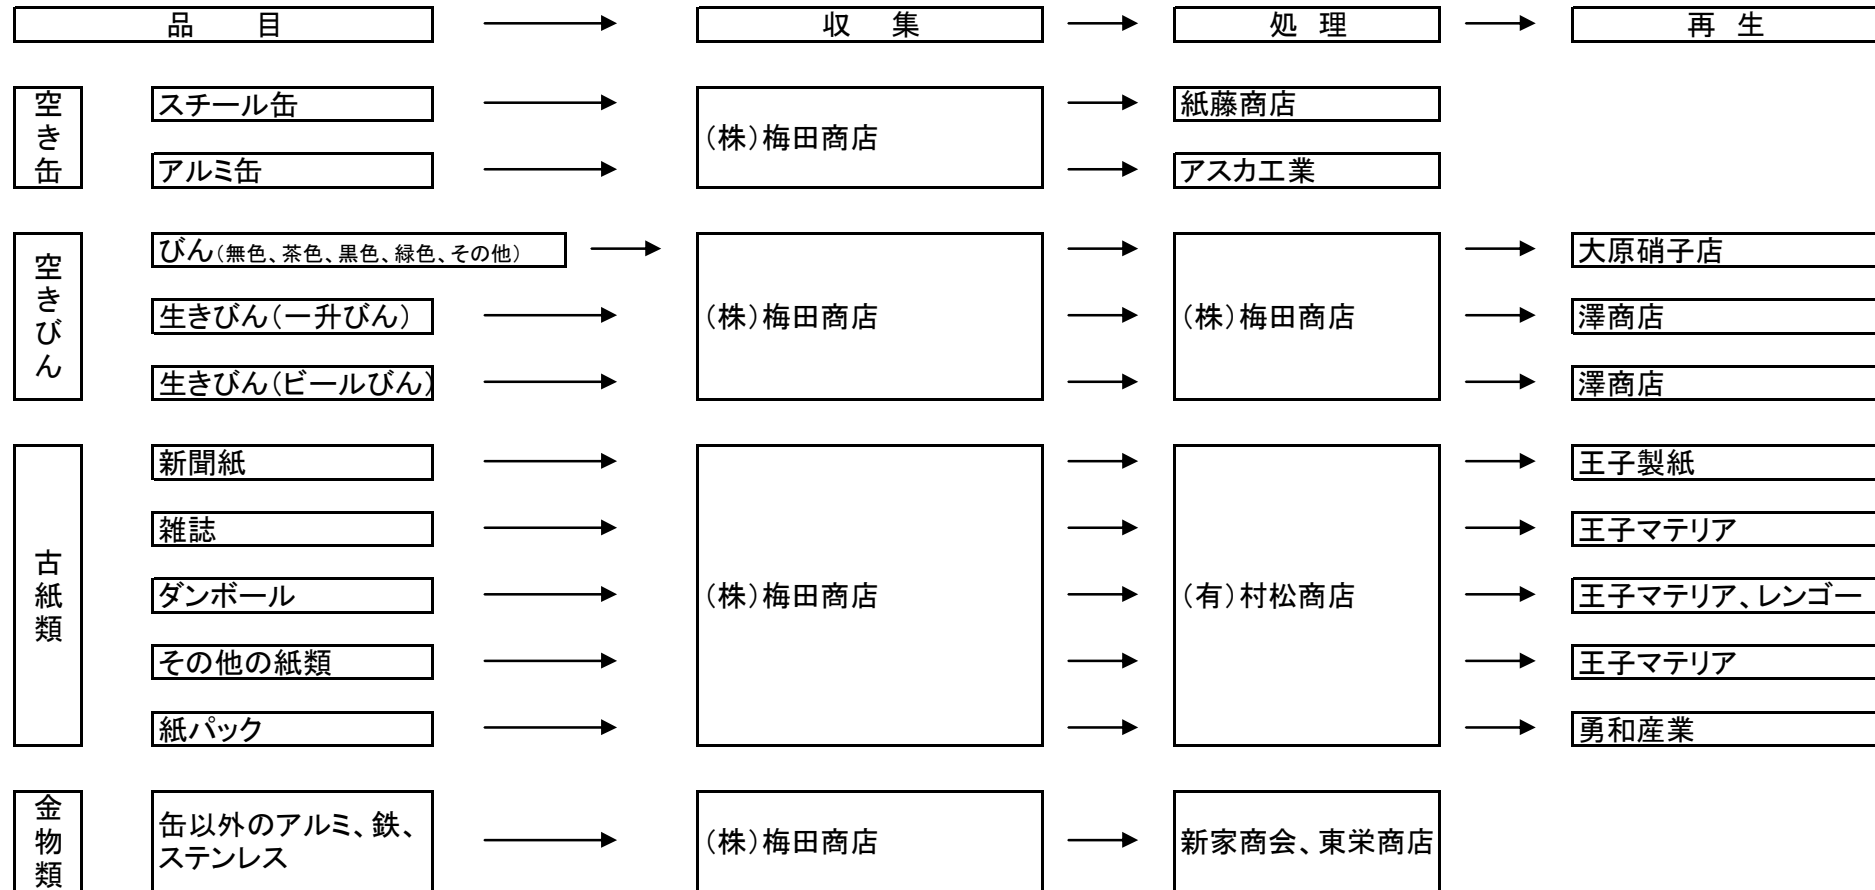 品　目　収　集　処　理　再　生
空き缶
スチール缶
(株)梅田商店
紙藤商店
アルミ缶
アスカ工業
空きびん
びん(無色、茶色、黒色、緑色、その他)
(株)梅田商店
(株)梅田商店
大原硝子店
生きびん(一升びん)
澤商店
生きびん(ビールびん)
澤商店
古紙類
新聞紙
(株)梅田商店
(有)村松商店
王子製紙
雑誌
王子マテリア
ダンボール
王子マテリア、レンゴー
その他の紙類
王子マテリア
紙パック
勇和産業
金物類
缶以外のアルミ、鉄、
ステンレス
(株)梅田商店
新家商会、東栄商店